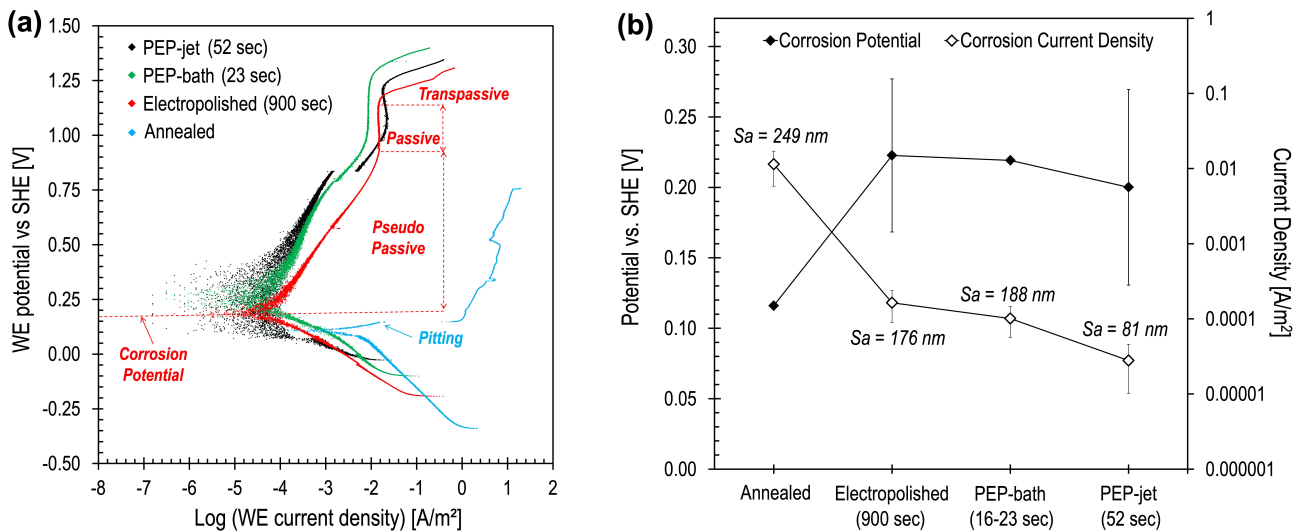 (a)
WE potential vs SHE [V]
1.50
1.25
1.00
0.75
0.50
0.25
0.00
-0.25
-0.50
PEP-jet (52 sec)
PEP-bath (23 sec)
Electropolished (900 sec)
Annealed
Transpassive
Passive
Pseudo
Passive
Pitting
Corrosion
Potential
-8 -7 -6 -5 -4 -3 -2 -1 0 1 2
Log (WE current density) [A/m²]
(b)
Potential vs. SHE [V]
0.30
0.25
0.20
0.15
0.10
0.05
0.00
Corrosion Potential Corrosion Current Density
Sa = 249 nm
Sa = 176 nm
Sa = 188 nm
Sa = 81 nm
1
0.1
0.01
0.001
0.0001
0.00001
0.000001
Current Density [A/m²]
Annealed Electropolished PEP-bath PEP-jet
(900 sec) (16-23 sec) (52 sec)